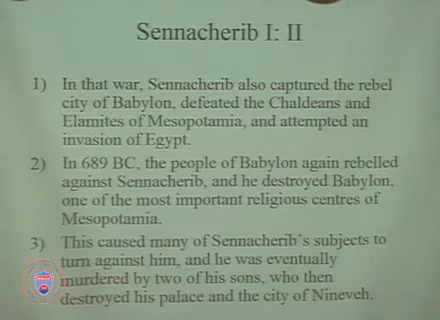 Sennacherib I: II
1) In that war, Sennacherib also captured the rebel
city of Babylon, defeated the Chaldeans and
Elamites of Mesopotamia, and attempted an
invasion of Egypt.
2) In 689 BC, the people of Babylon again rebelled
against Sennacherib, and he destroyed Babylon,
one of the most important religious centres of
Mesopotamia.
3) This caused many of Sennacherib's subjects to
turn against him, and he was eventually
murdered by two of his sons, who then
destroyed his palace and the city of Nineveh.